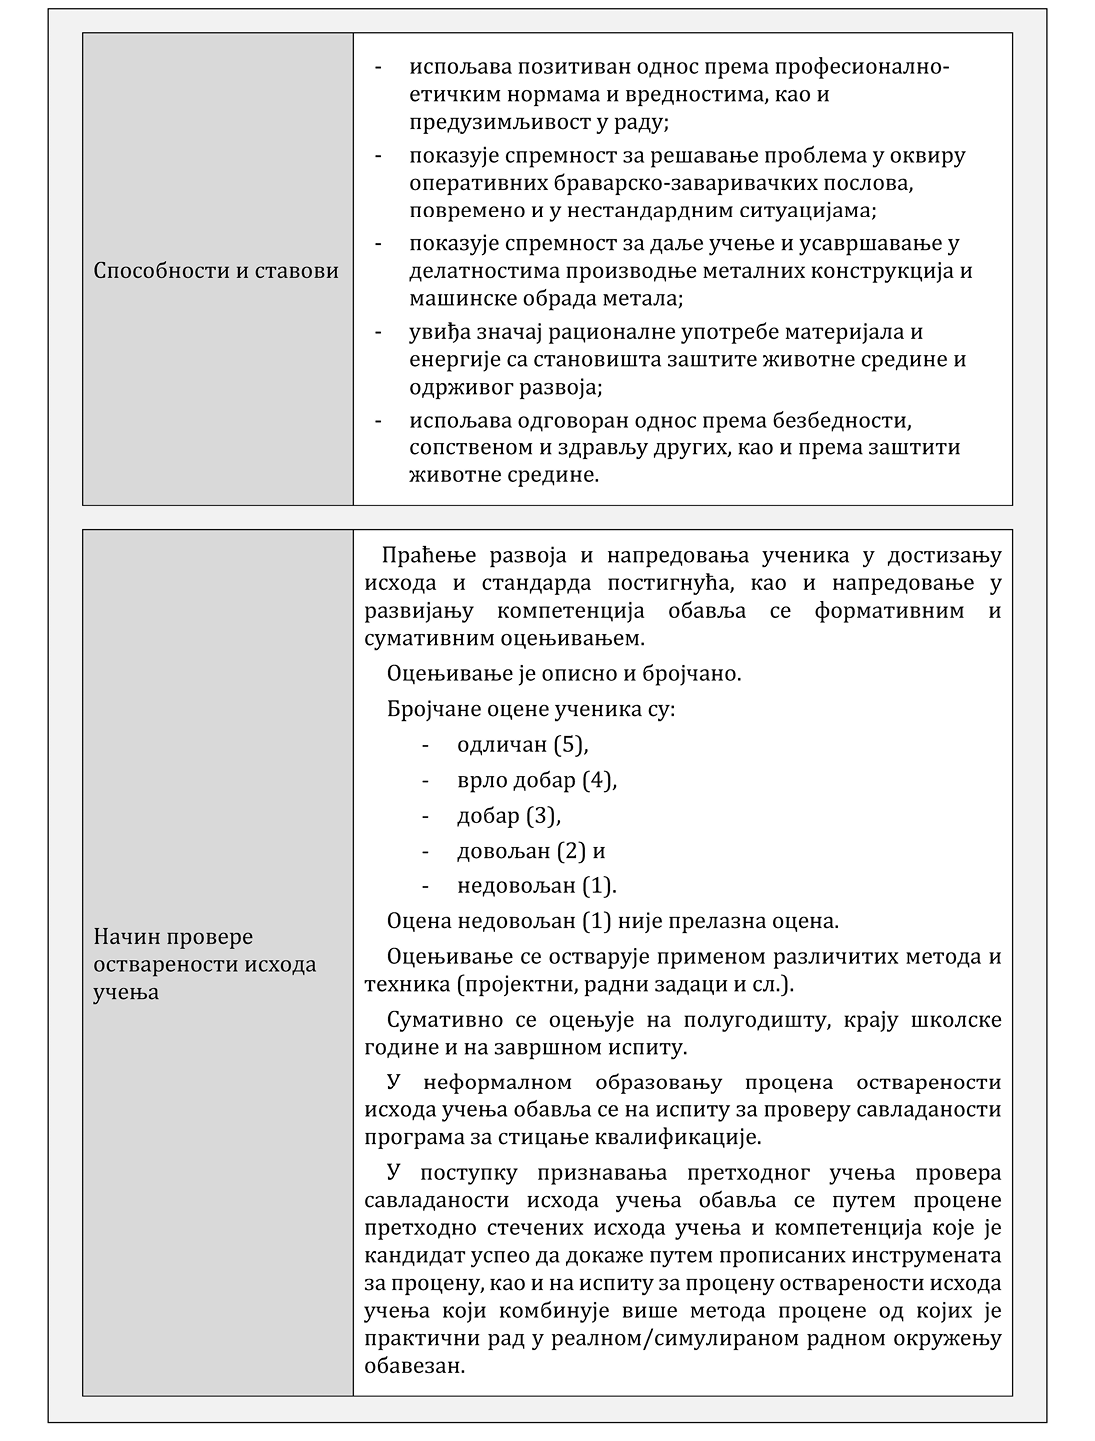 Способности и ставови
- испољава позитиван однос према професионално-
етичким нормама и вредностима, као и
предузимљивост у раду;
- показује спремност за решавање проблема у оквиру
оперативних браварско-заваривачких послова,
повремено и у нестандардним ситуацијама;
- показује спремност за даље учење и усавршавање у
делатностима производње металних конструкција и
машинске обрада метала;
- увиђа значај рационалне употребе материјала и
енергије са становишта заштите животне средине и
одрживог развоја;
- испољава одговоран однос према безбедности,
сопственом и здрављу других, као и према заштити
животне средине.
Начин провере
остварености исхода
учења
Праћење развоја и напредовања ученика у достизању
исхода и стандарда постигнућа, као и напредовање у
развијању компетенција обавља се формативним и
сумативним оцењивањем.
Оцењивање је описно и бројчано.
Бројчане оцене ученика су:
- одличан (5),
- врло добар (4),
- добар (3),
- довољан (2) и
- недовољан (1).
Оцена недовољан (1) није прелазна оцена.
Оцењивање се остварује применом различитих метода и
техника (пројектни, радни задаци и сл.).
Сумативно се оцењује на полугодишту, крају школске
године и на завршном испиту.
У неформалном образовању процена остварености
исхода учења обавља се на испиту за проверу савладаности
програма за стицање квалификације.
У поступку признавања претходног учења провера
савладаности исхода учења обавља се путем процене
претходно стечених исхода учења и компетенција које је
кандидат успео да докаже путем прописаних инструмената
за процену, као и на испиту за процену остварености исхода
учења који комбинује више метода процене од којих је
практични рад у реалном/симулираном радном окружењу
обавезан.